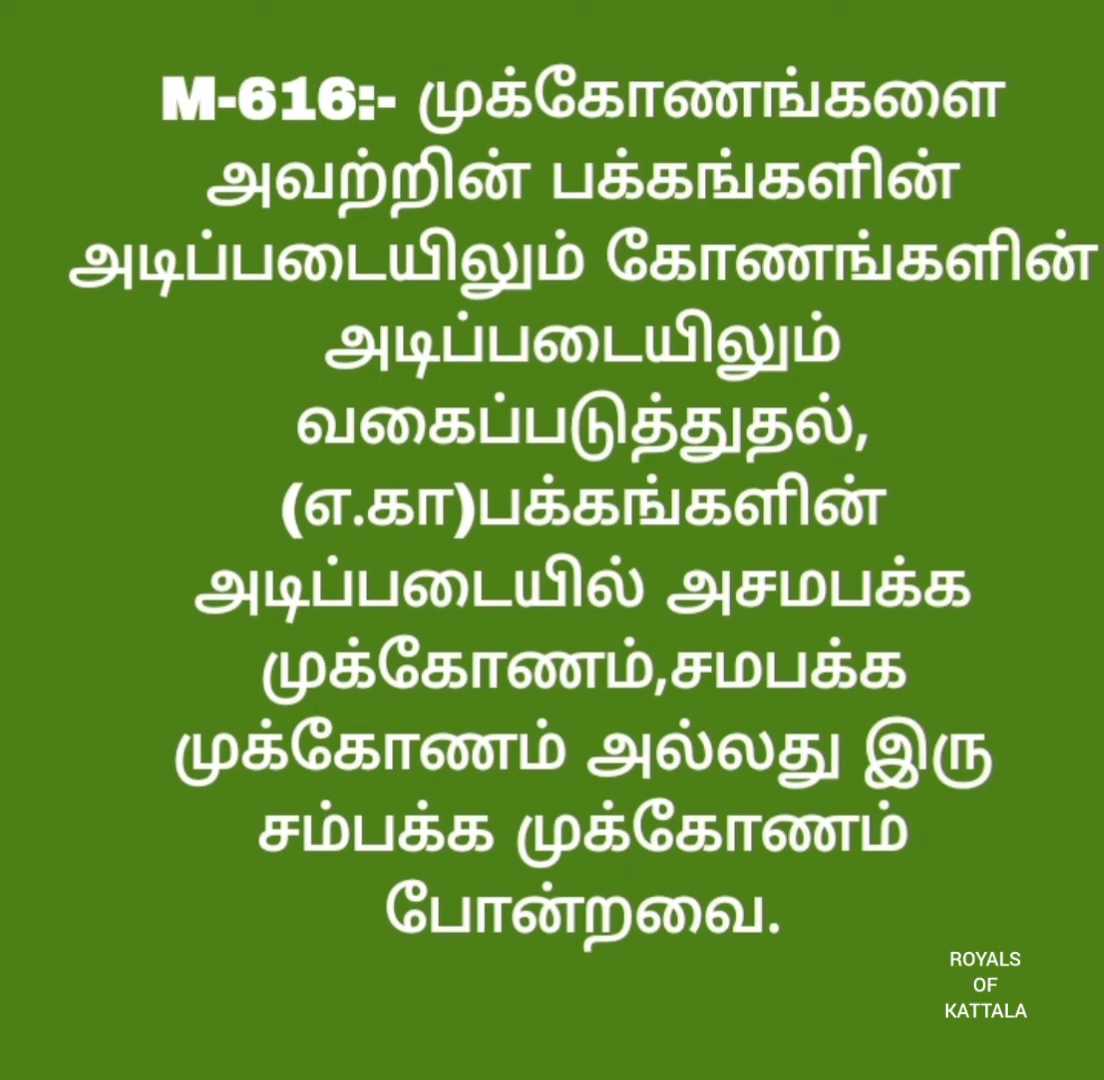 M-616:- முக்கோணங்களை
அவற்றின் பக்கங்களின்
அடிப்படையிலும் கோணங்களின்
அடிப்படையிலும்
வகைப்படுத்துதல்,
(எ.கா)பக்கங்களின்
அடிப்படையில் அசமபக்க
முக்கோணம்,சமபக்க
முக்கோணம் அல்லது இரு
சம்பக்க முக்கோணம்
போன்றவை.
ROYALS
OF
KATTALA